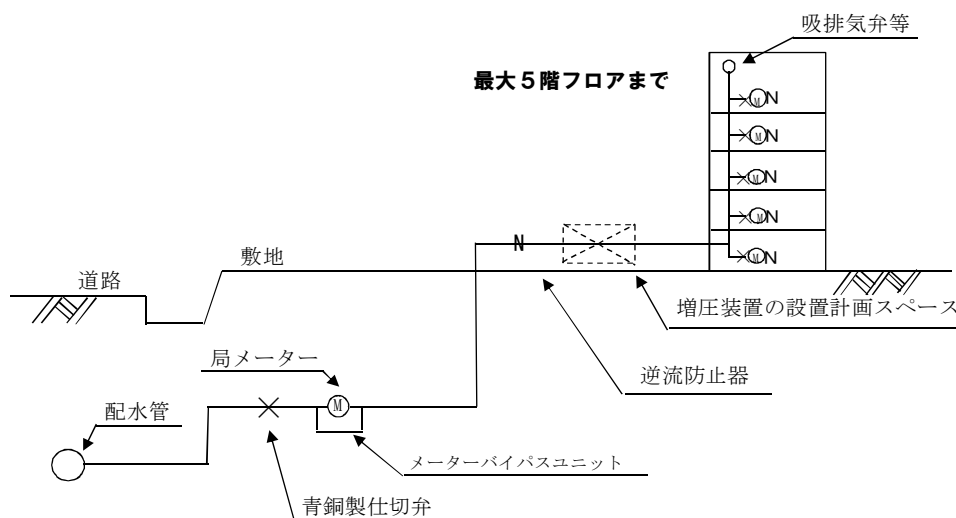 吸排気弁等
最大5階フロアまで
M N
M N
M N
M N
M N
N
敷地
道路
増圧装置の設置計画スペース
局メーター
逆流防止器
M
配水管
メーターバイパスユニット
青銅製仕切弁